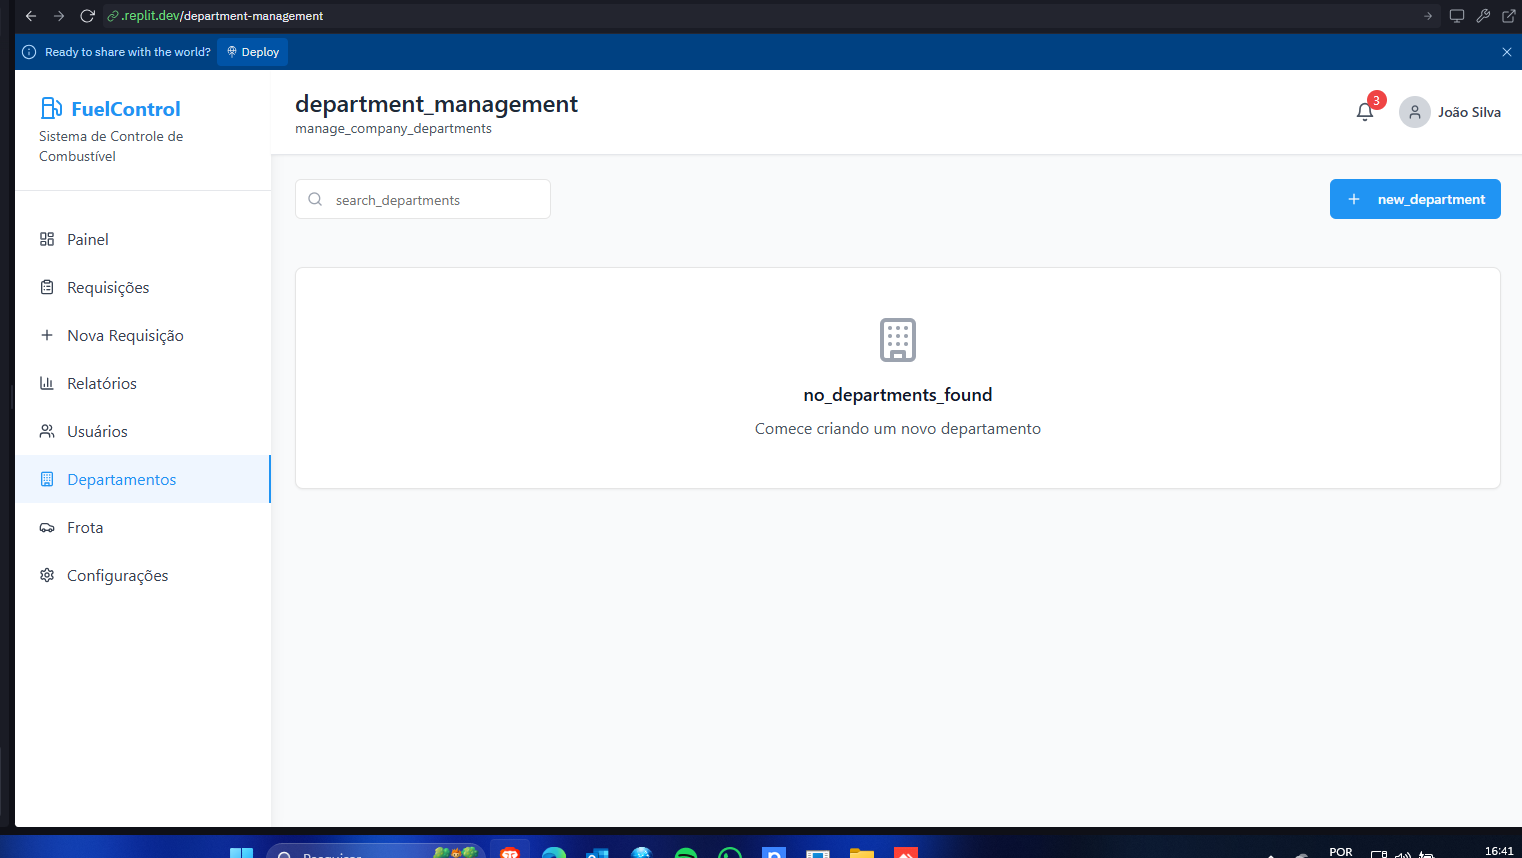 .replit.dev/department-management
Ready to share with the world?
Deploy
FuelControl
Sistema de Controle de
Combustível
department_management
manage_company_departments
3
João Silva
search_departments
new_department
Painel
Requisições
Nova Requisição
Relatórios
Usuários
Departamentos
Frota
Configurações
no_departments_found
Comece criando um novo departamento
Pesquisar
POR
16:41